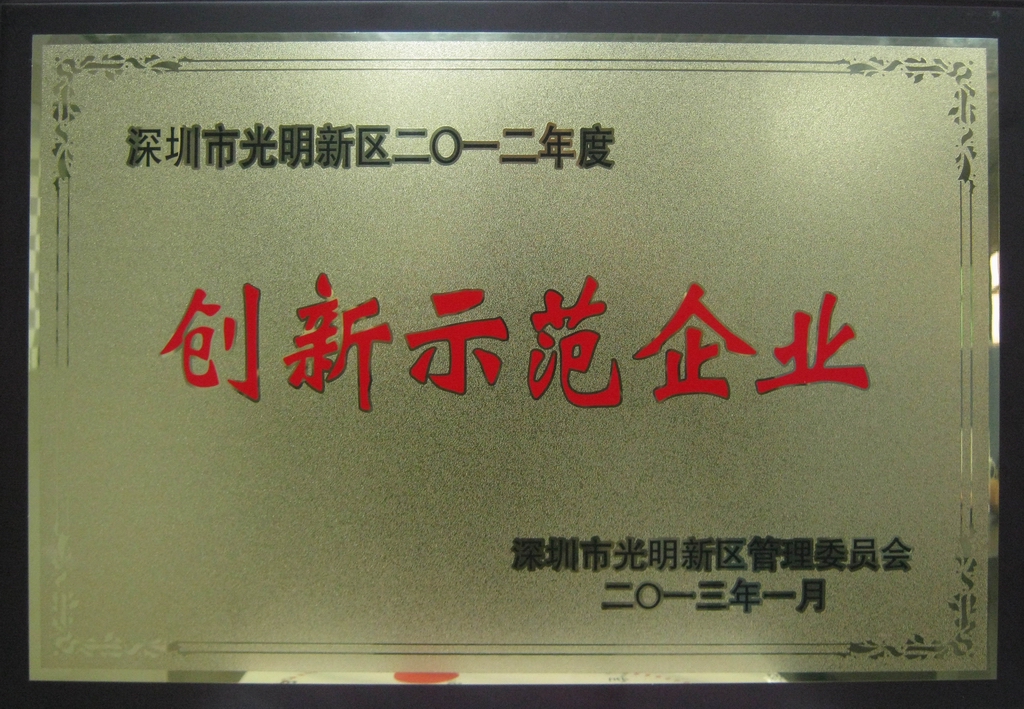 深圳市光明新区二〇一二年度
创新示范企业
深圳市光明新区管理委员会
二〇一三年一月